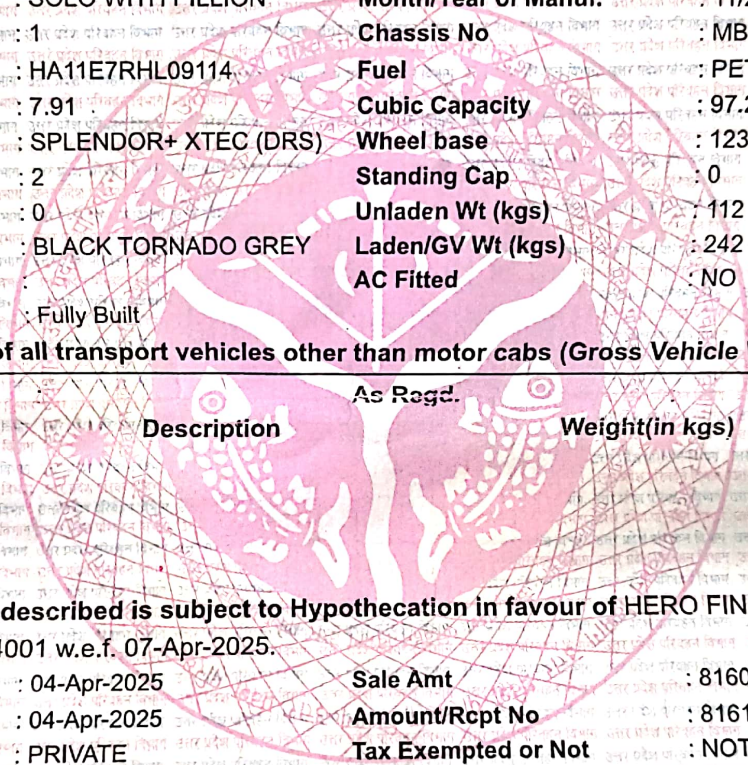 : SOLO WITH PILLION Month/Year of Manuf. : 11/2
: 1 Chassis No : MB
: HA11E7RHL09114 Fuel : PET
: 7.91 Cubic Capacity : 97.2
: SPLENDOR+ XTEC (DRS) Wheel base : 123
: 2 Standing Cap : 0
: 0 Unladen Wt (kgs) : 112
: BLACK TORNADO GREY Laden/GV Wt (kgs) : 242
: AC Fitted : NO
: Fully Built
of all transport vehicles other than motor cabs (Gross Vehicle
: As Regd. :
Description Weight(in kgs)
described is subject to Hypothecation in favour of HERO FIN
4001 w.e.f. 07-Apr-2025.
: 04-Apr-2025 Sale Amt : 8160
: 04-Apr-2025 Amount/Rcpt No : 8161
: PRIVATE Tax Exempted or Not : NOT